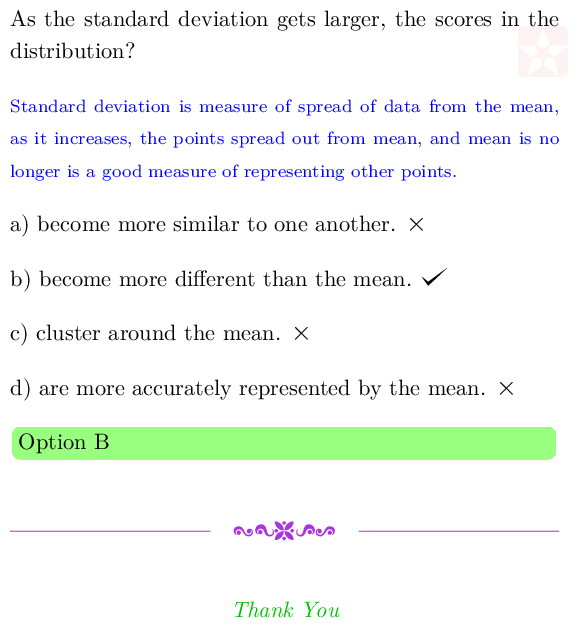 As the standard deviation gets larger, the scores in the
distribution?
Standard deviation is measure of spread of data from the mean,
as it increases, the points spread out from mean, and mean is no
longer is a good measure of representing other points.
a) become more similar to one another. ×
b) become more different than the mean. ✓
c) cluster around the mean. ×
d) are more accurately represented by the mean. ×
Option B
Thank You